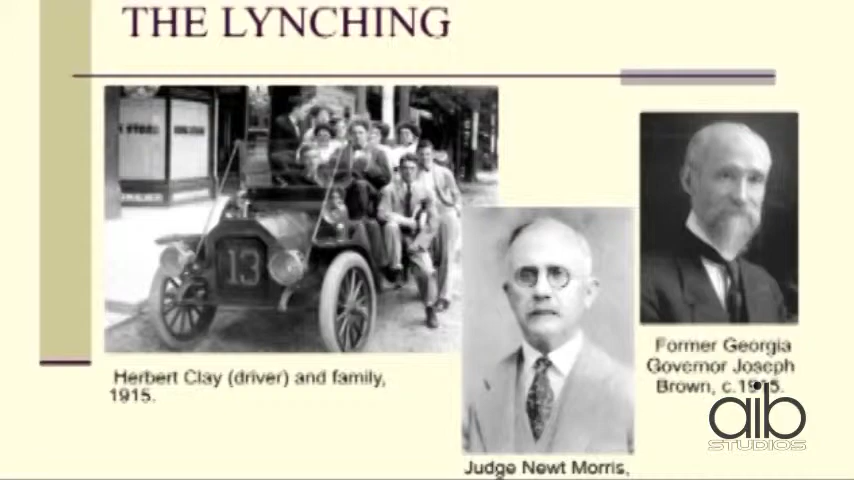 THE LYNCHING
13
Herbert Clay (driver) and family,
1915.
Former Georgia
Governor Joseph
Brown, c.1915.
Judge Newt Morris,
aib
STUDIOS